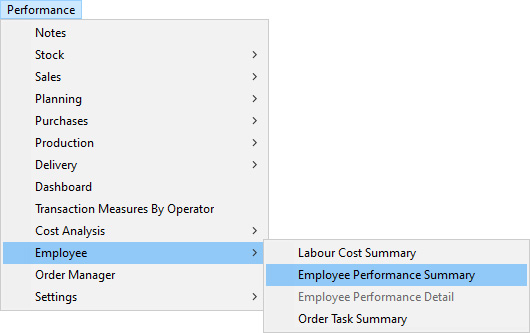 Performance
Notes
Stock
Sales
Planning
Purchases
Production
Delivery
Dashboard
Transaction Measures By Operator
Cost Analysis
Employee
Order Manager
Settings
Labour Cost Summary
Employee Performance Summary
Employee Performance Detail
Order Task Summary